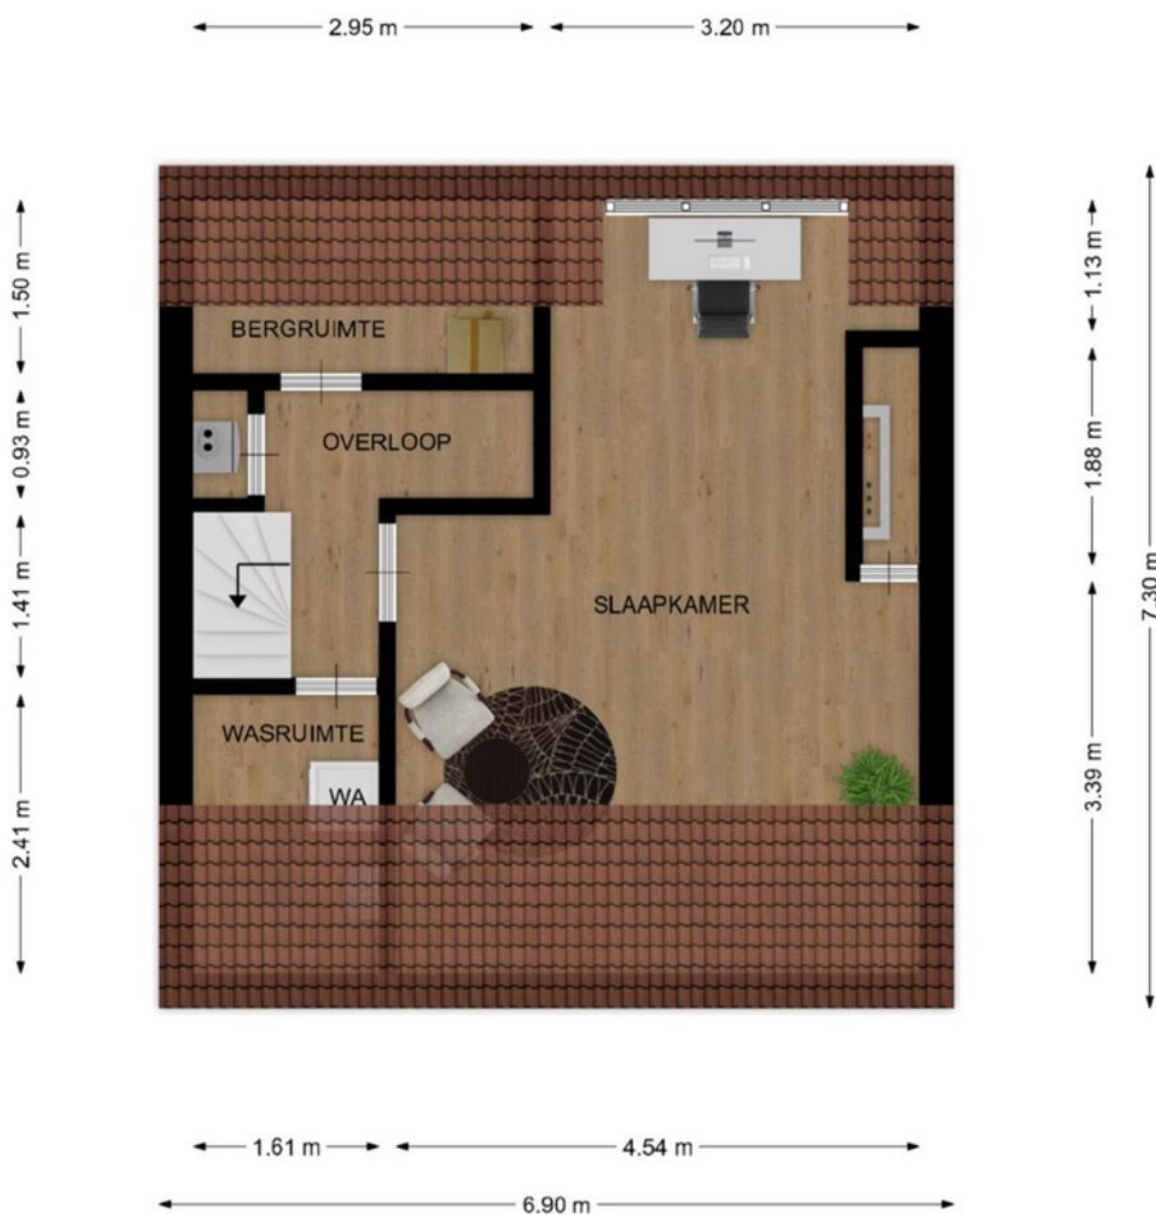 2.95 m
3.20 m
1.50 m
0.93 m
1.41 m
2.41 m
BERGRUIMTE
OVERLOOP
SLAAPKAMER
WASRUIMTE
WA
1.13 m
1.88 m
3.39 m
7.30 m
1.61 m
4.54 m
6.90 m